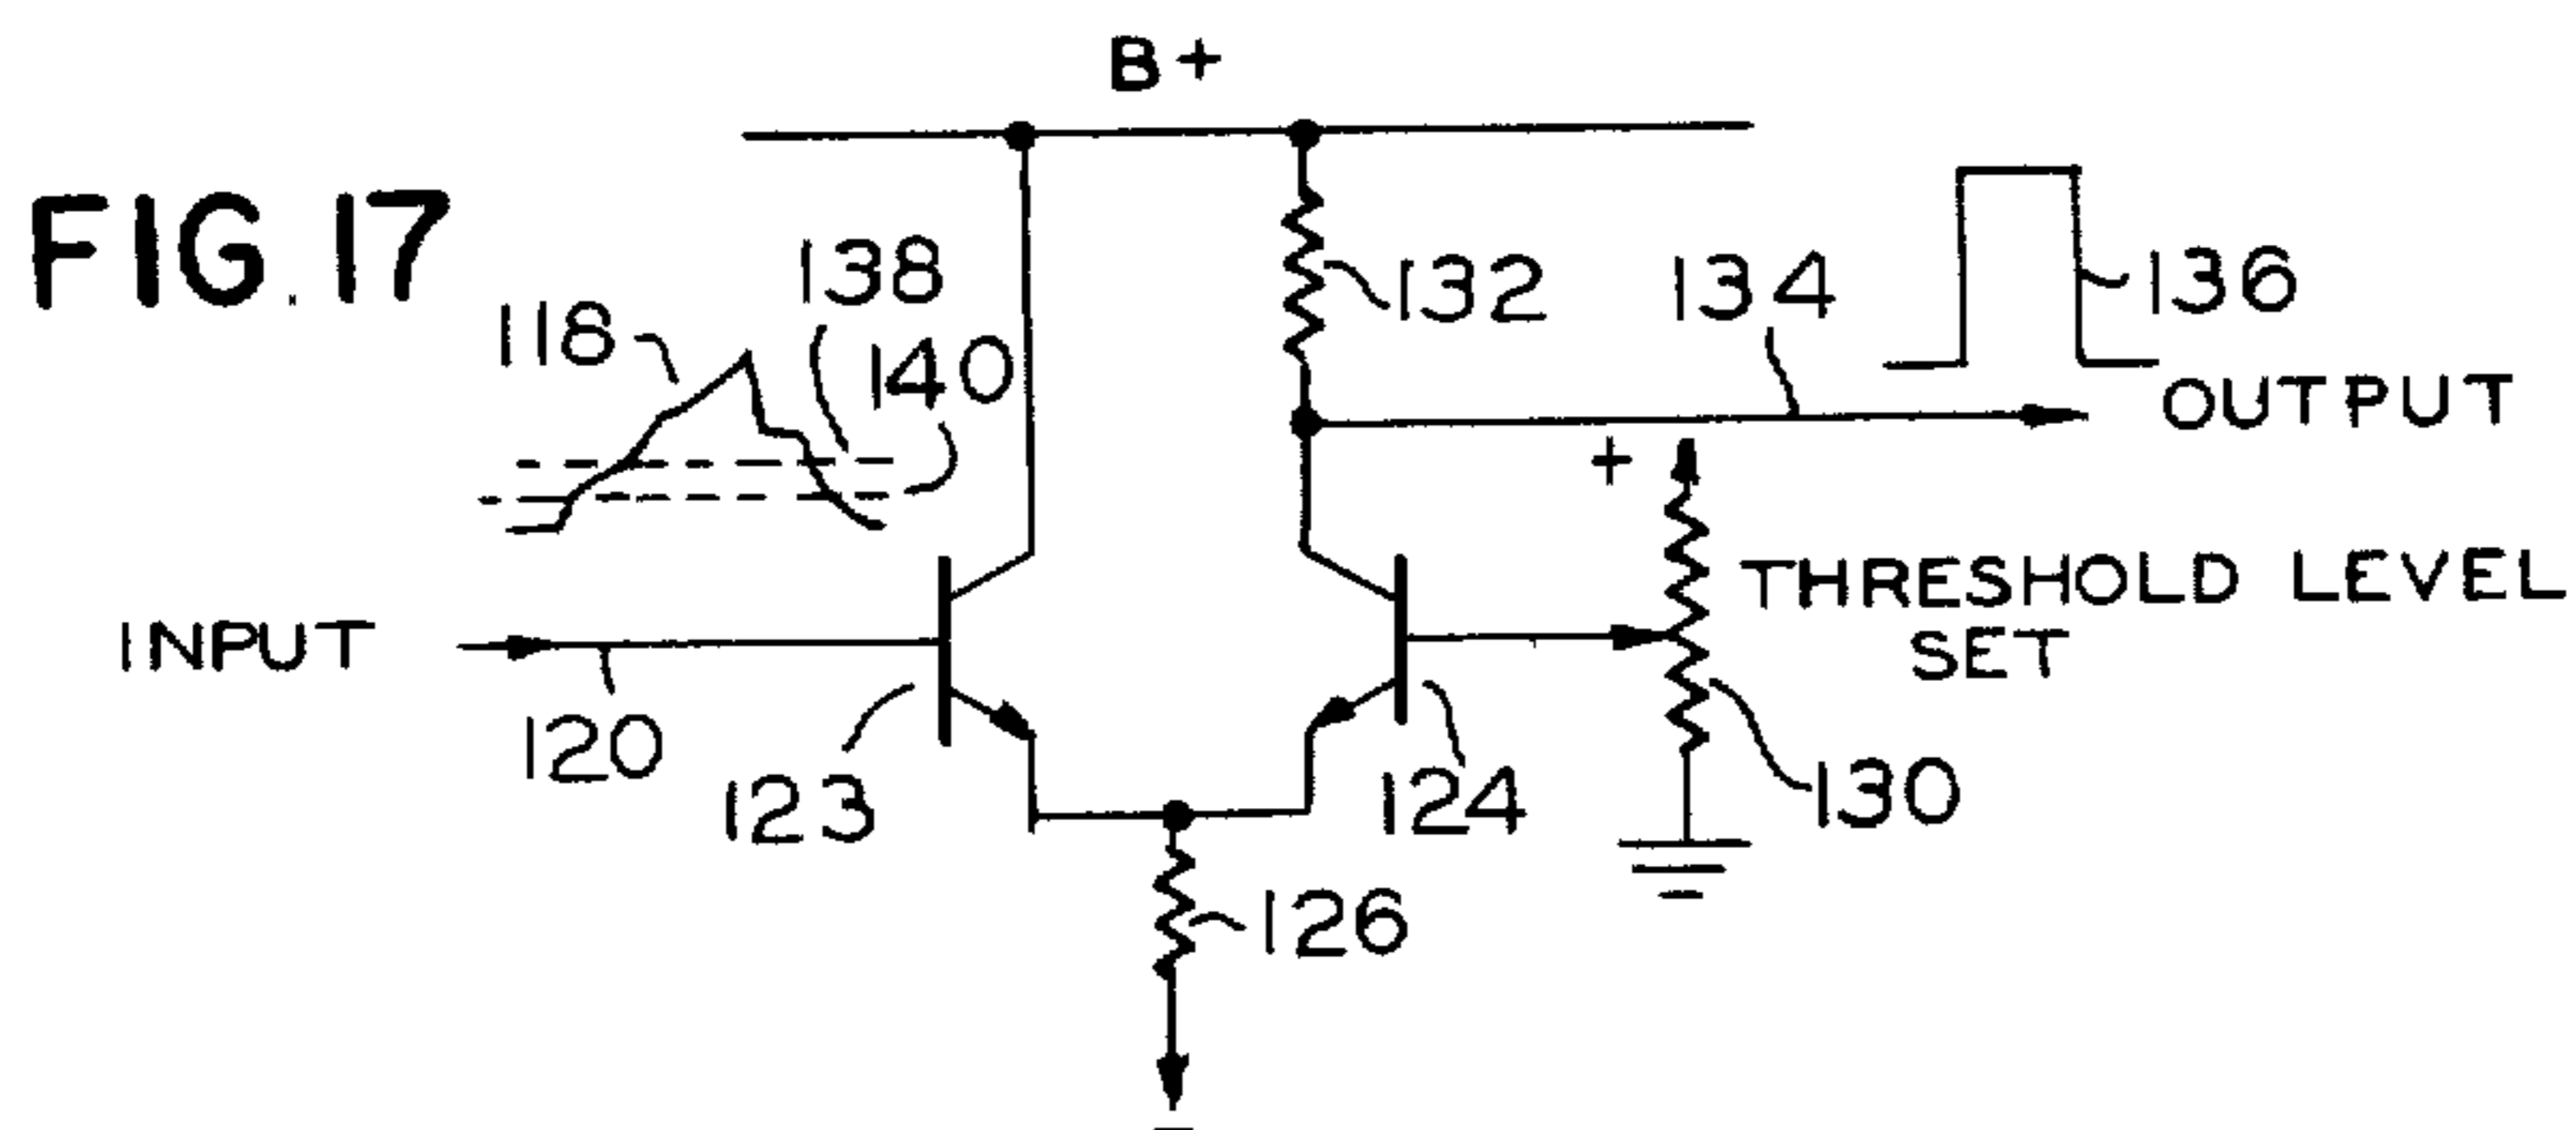 B+
FIG. 17
118
138
140
132
134
136
OUTPUT
+
THRESHOLD LEVEL
SET
INPUT
120
123
124
130
126
–